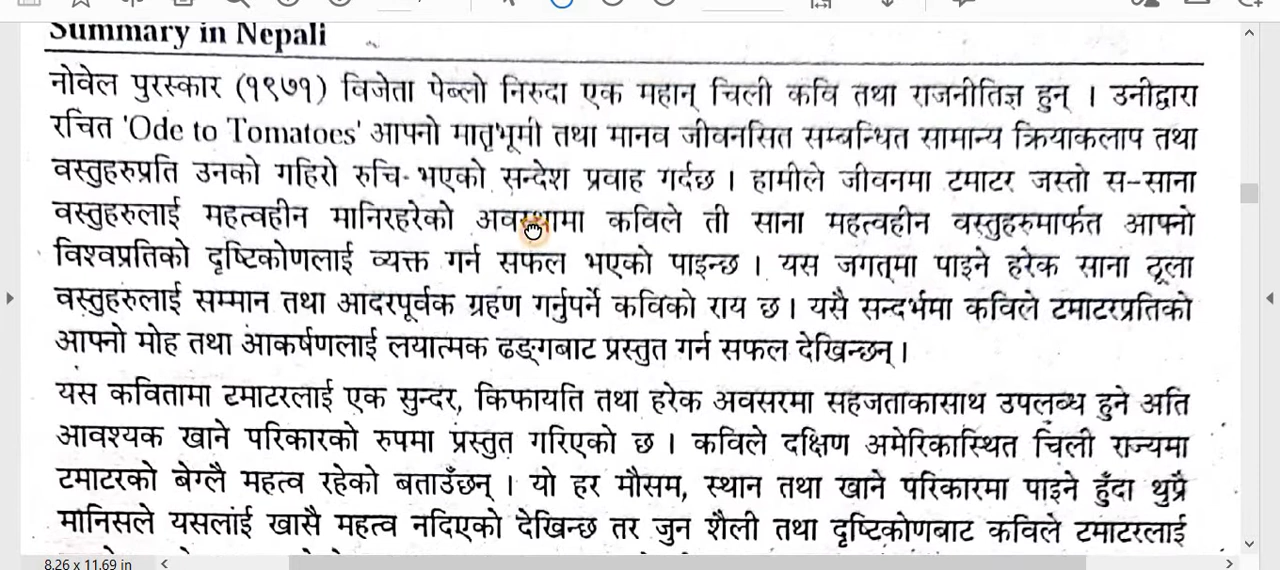 Summary in Nepali
नोवेल पुरस्कार (१९७१) विजेता पेब्लो निरुदा एक महान् चिली कवि तथा राजनीतिज्ञ हुन् । उनीद्वारा
रचित 'Ode to Tomatoes' आफ्नो मातृभूमी तथा मानव जीवनसित सम्बन्धित सामान्य क्रियाकलाप तथा
वस्तुहरुप्रति उनको गहिरो रुचि भएको सन्देश प्रवाह गर्दछ । हामीले जीवनमा टमाटर जस्तो स-साना
वस्तुहरुलाई महत्वहीन मानिरहरेको अवस्थामा कविले ती साना महत्वहीन वस्तुहरुमार्फत आफ्नो
विश्वप्रतिको दृष्टिकोणलाई व्यक्त गर्न सफल भएको पाइन्छ । यस जगत्मा पाइने हरेक साना ठूला
वस्तुहरुलाई सम्मान तथा आदरपूर्वक ग्रहण गर्नुपर्ने कविको राय छ । यसै सन्दर्भमा कविले टमाटरप्रतिको
आफ्नो मोह तथा आकर्षणलाई लयात्मक ढङ्गबाट प्रस्तुत गर्न सफल देखिन्छन् ।
यस कवितामा टमाटरलाई एक सुन्दर, किफायति तथा हरेक अवसरमा सहजताकासाथ उपलब्ध हुने अति
आवश्यक खाने परिकारको रुपमा प्रस्तुत गरिएको छ । कविले दक्षिण अमेरिकास्थित चिली राज्यमा
टमाटरको बेग्लै महत्व रहेको बताउँछन् । यो हर मौसम, स्थान तथा खाने परिकारमा पाइने हुँदा थुप्रै
मानिसले यसलाई खासै महत्व नदिएको देखिन्छ तर जुन शैली तथा दृष्टिकोणबाट कविले टमाटरलाई
8.26 x 11.69 in